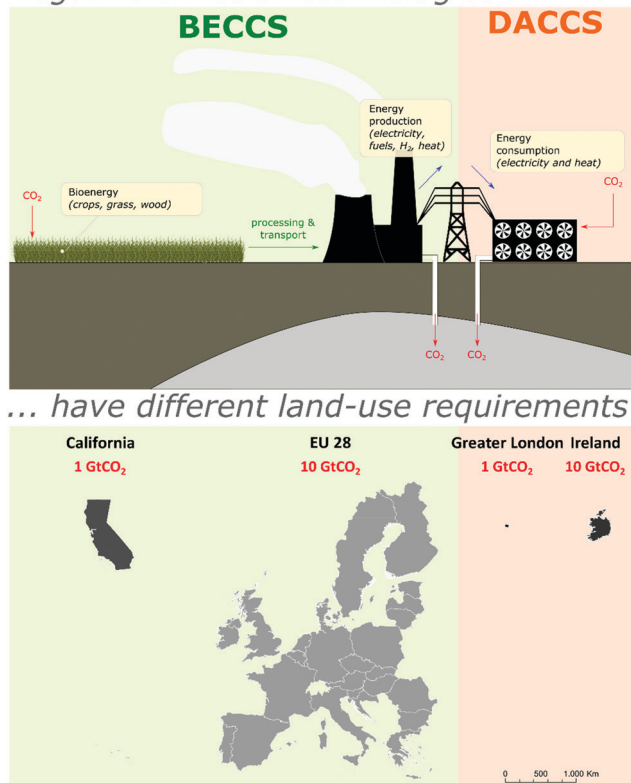 BECCS
DACCS
Energy
production
(electricity,
fuels, H₂, heat)
Energy
consumption
(electricity and heat)
CO₂
CO₂
Bioenergy
(crops, grass, wood)
processing &
transport
CO₂
CO₂
... have different land-use requirements
California
EU 28
Greater London
Ireland
1 GtCO₂
10 GtCO₂
1 GtCO₂
10 GtCO₂
0 500 1,000 Km